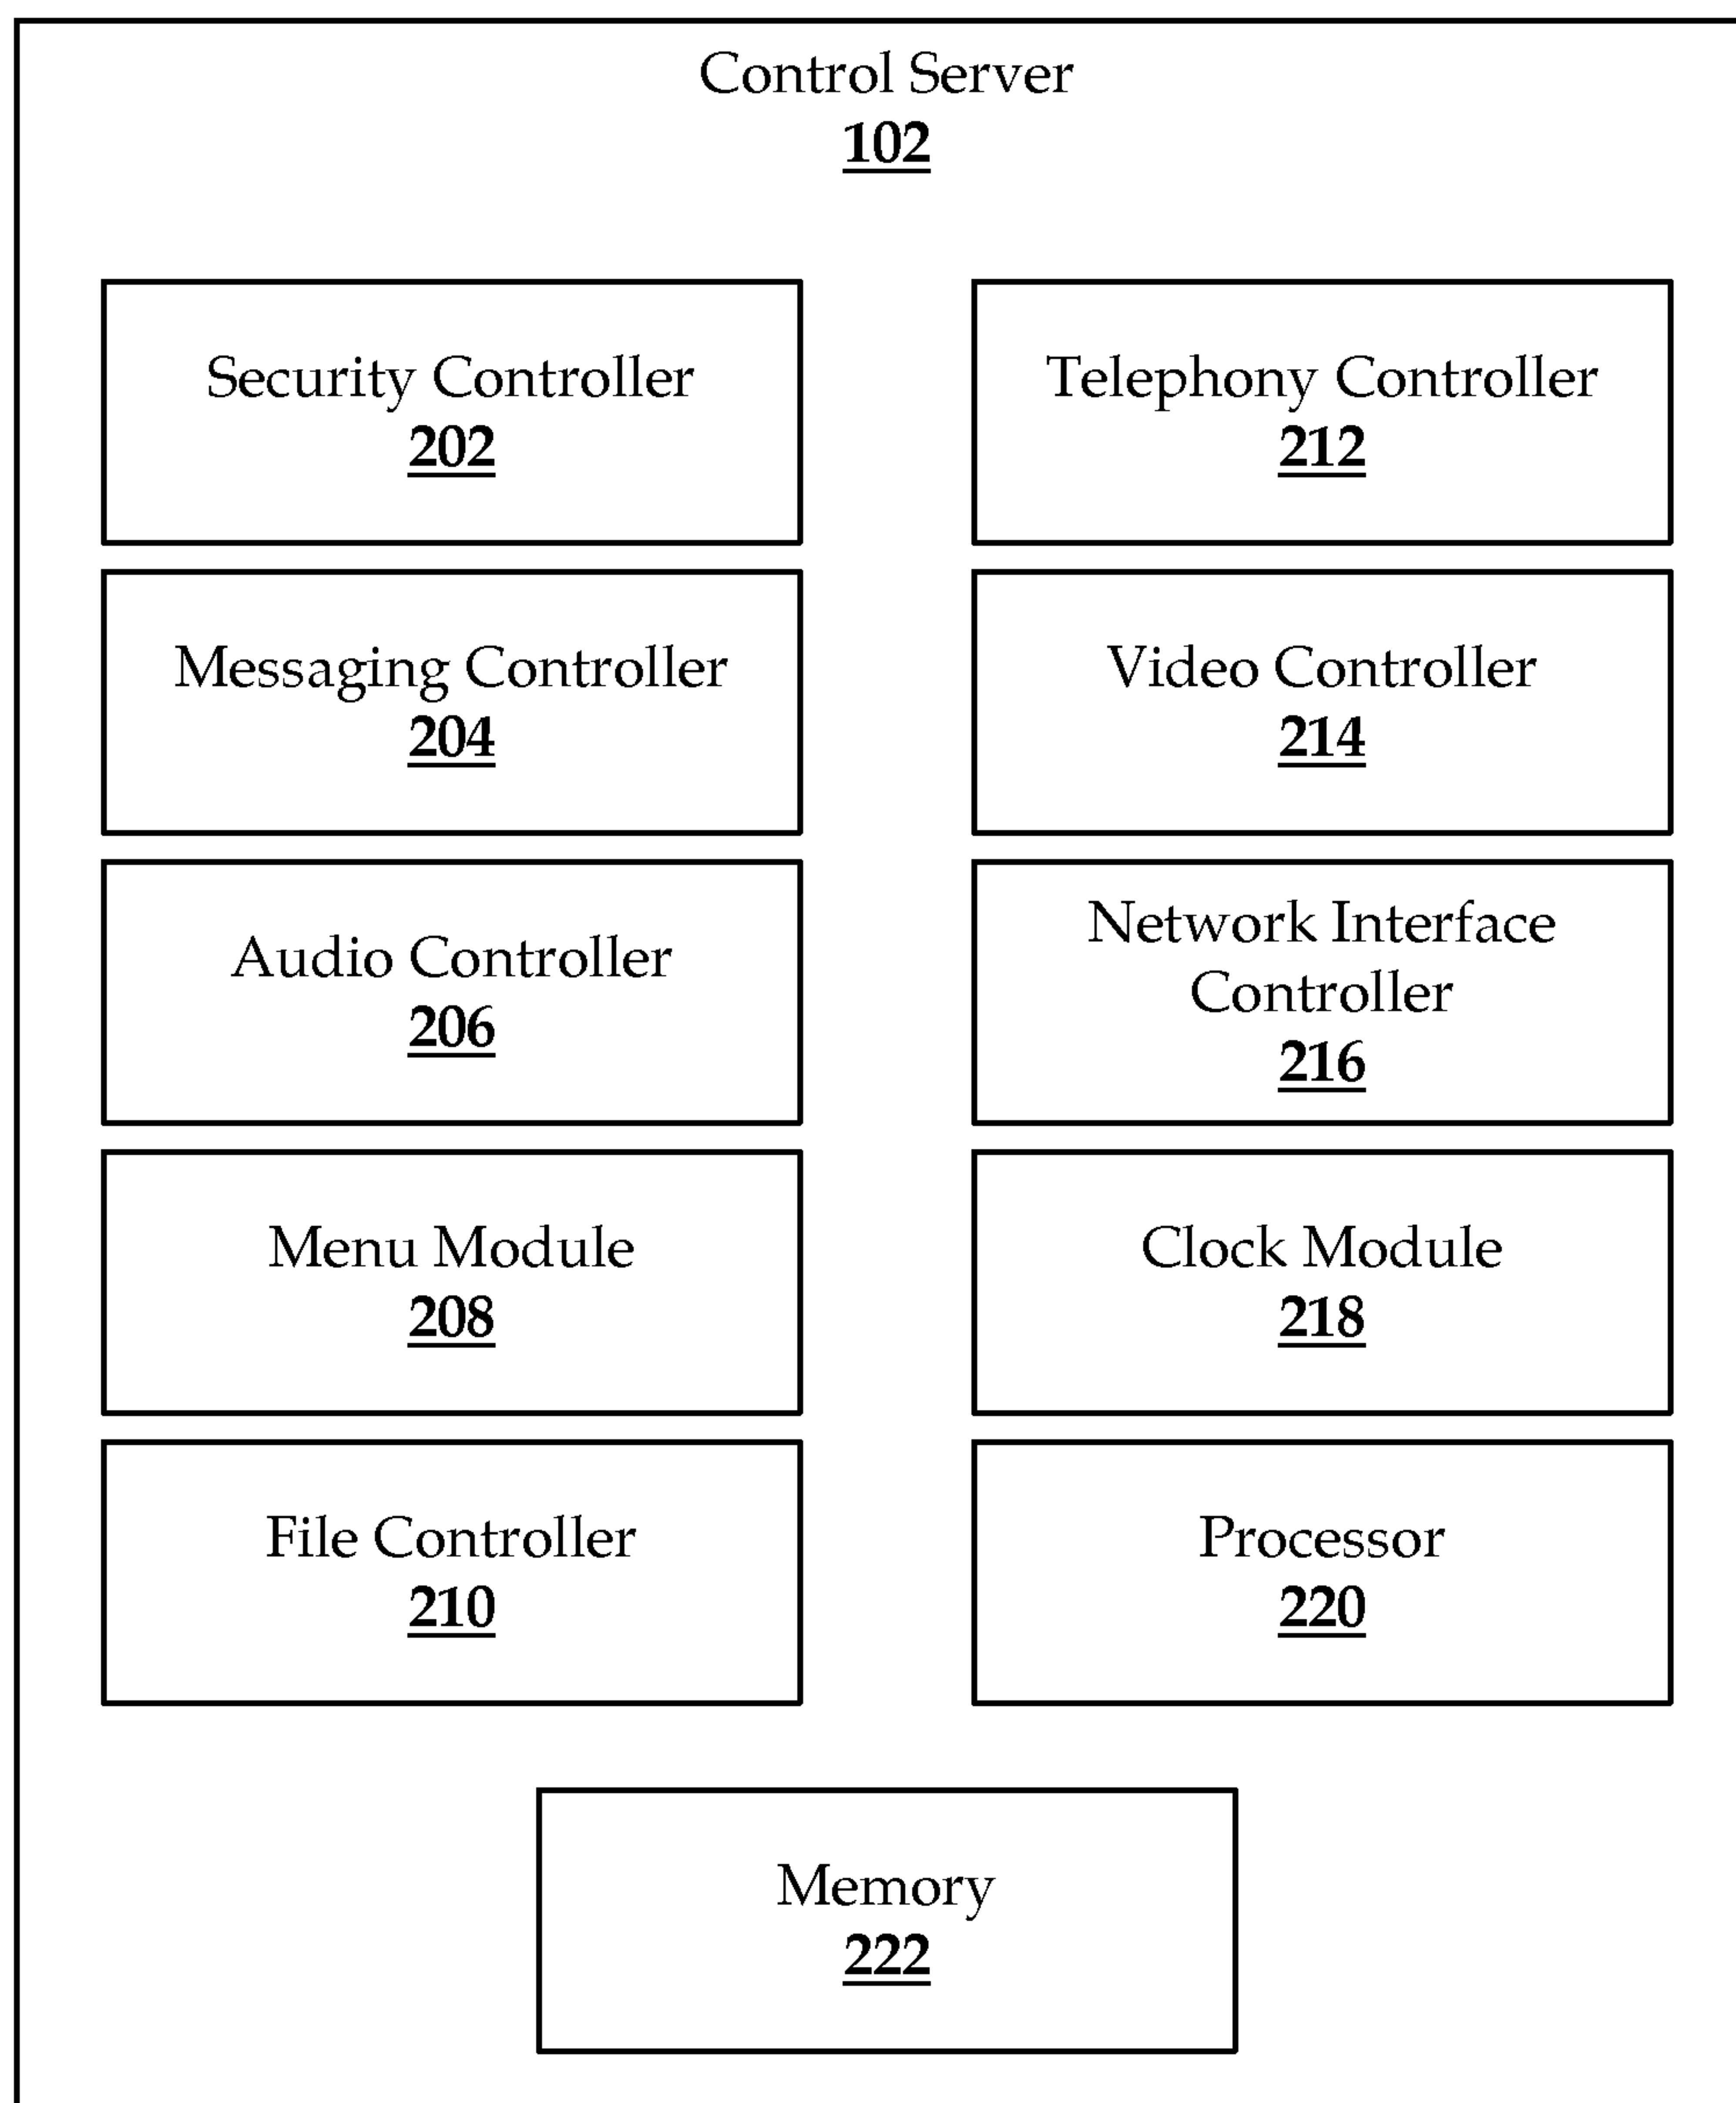 Control Server
102
Security Controller
202
Telephony Controller
212
Messaging Controller
204
Video Controller
214
Audio Controller
206
Network Interface
Controller
216
Menu Module
208
Clock Module
218
File Controller
210
Processor
220
Memory
222